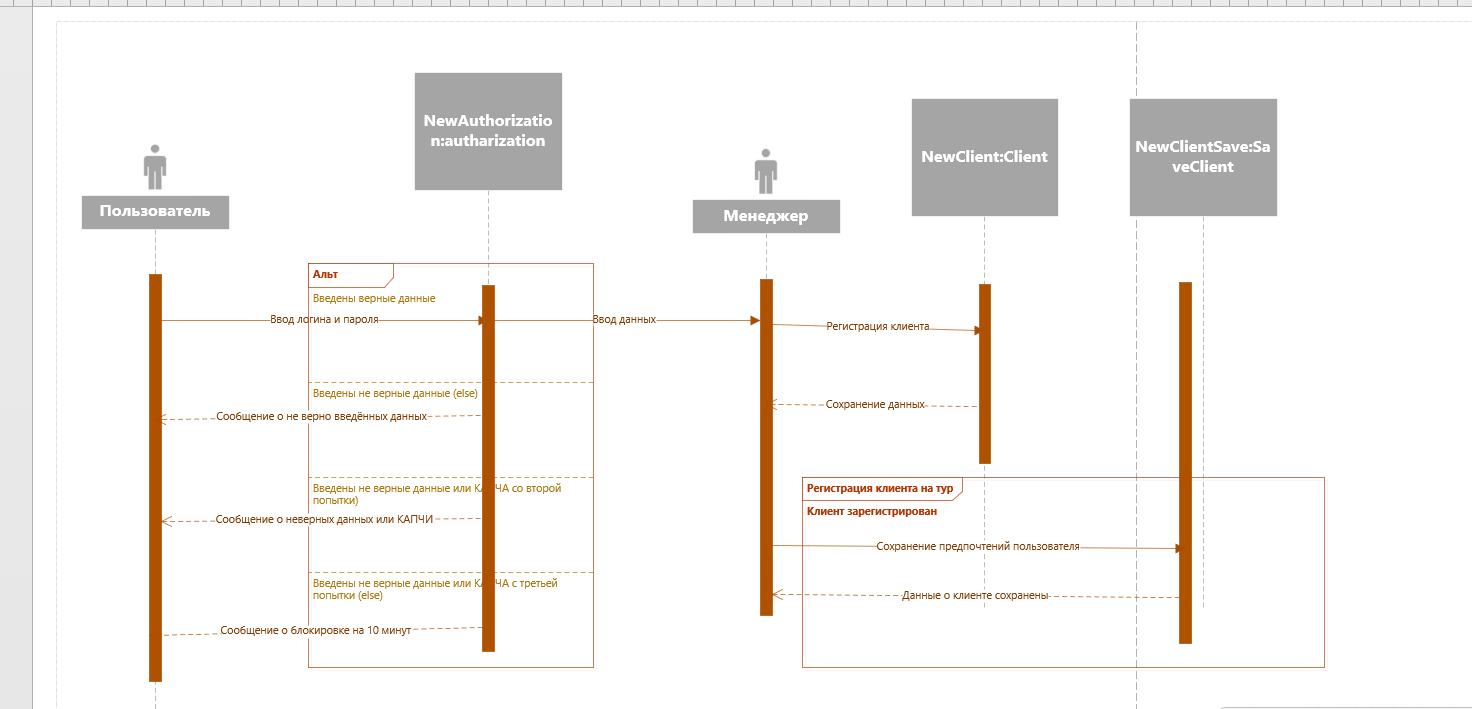 NewAuthorizatio
n:autharization
NewClient:Client
NewClientSave:Sa
veClient
Пользователь
Менеджер
Альт
Введены верные данные
Ввод логина и пароля
Ввод данных
Регистрация клиента
Введены не верные данные (else)
Сообщение о не верно введённых данных
Сохранение данных
Введены не верные данные или КАПЧА со второй
попытки)
Сообщение о неверных данных или КАПЧИ
Регистрация клиента на тур
Клиент зарегистрирован
Сохранение предпочтений пользователя
Введены не верные данные или КАПЧА с третьей
попытки (else)
Данные о клиенте сохранены
Сообщение о блокировке на 10 минут